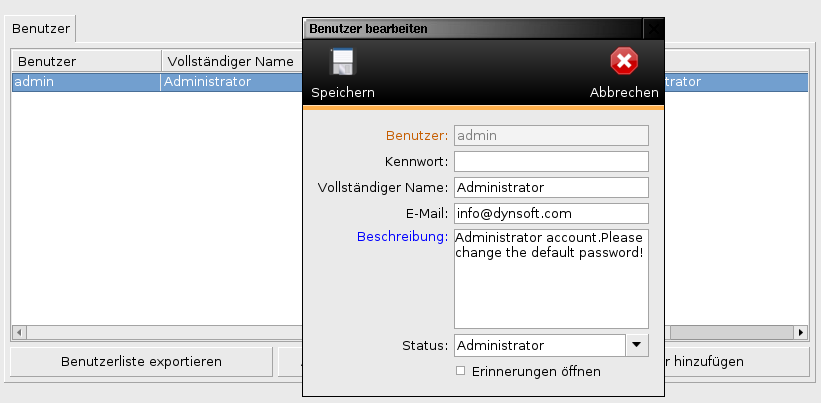 Benutzer
Benutzer Vollständiger Name
admin Administrator
Benutzer bearbeiten
Speichern Abbrechen
Benutzer: admin
Kennwort:
Vollständiger Name: Administrator
E-Mail: info@dynsoft.com
Beschreibung: Administrator account.Please
change the default password!
Status: Administrator
Erinnerungen öffnen
Benutzerliste exportieren
hinzufügen